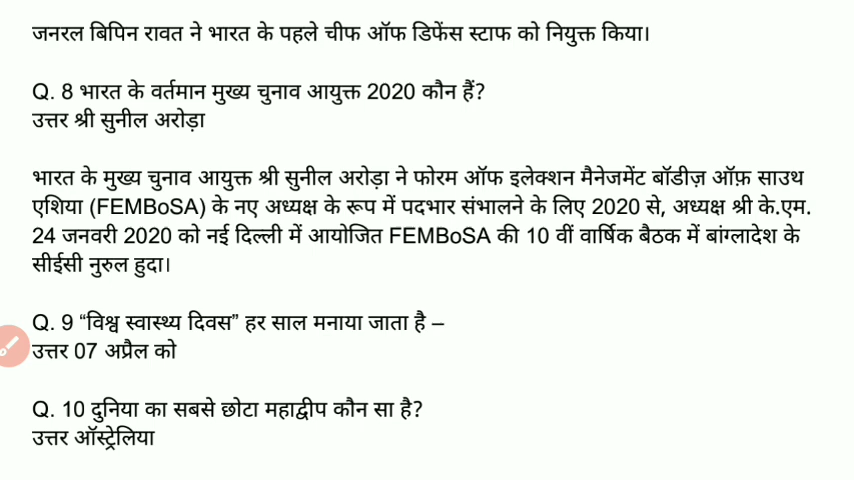 जनरल बिपिन रावत ने भारत के पहले चीफ ऑफ डिफेंस स्टाफ को नियुक्त किया।
Q. 8 भारत के वर्तमान मुख्य चुनाव आयुक्त 2020 कौन हैं?
उत्तर श्री सुनील अरोड़ा
भारत के मुख्य चुनाव आयुक्त श्री सुनील अरोड़ा ने फोरम ऑफ इलेक्शन मैनेजमेंट बॉडीज़ ऑफ़ साउथ
एशिया (FEMBoSA) के नए अध्यक्ष के रूप में पदभार संभालने के लिए 2020 से, अध्यक्ष श्री के.एम.
24 जनवरी 2020 को नई दिल्ली में आयोजित FEMBoSA की 10 वीं वार्षिक बैठक में बांग्लादेश के
सीईसी नुरुल हुदा।
Q. 9 “विश्व स्वास्थ्य दिवस” हर साल मनाया जाता है –
उत्तर 07 अप्रैल को
Q. 10 दुनिया का सबसे छोटा महाद्वीप कौन सा है?
उत्तर ऑस्ट्रेलिया